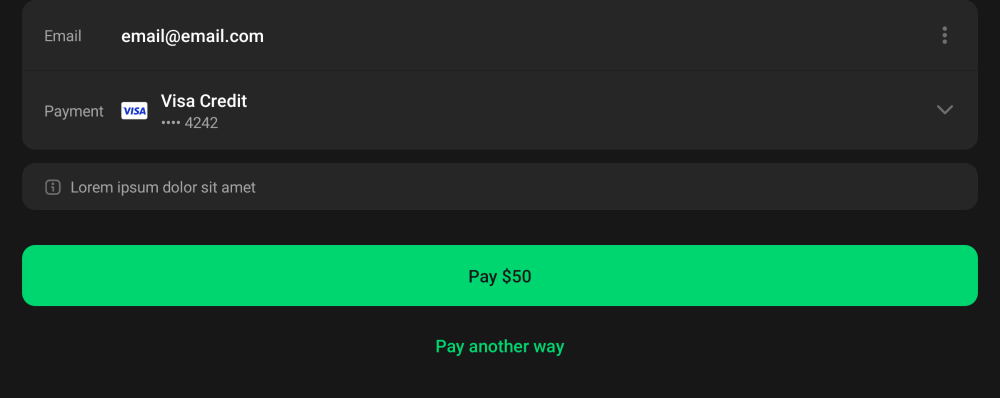 Email email@email.com
Payment VISA Visa Credit
•••• 4242
Lorem ipsum dolor sit amet
Pay $50
Pay another way